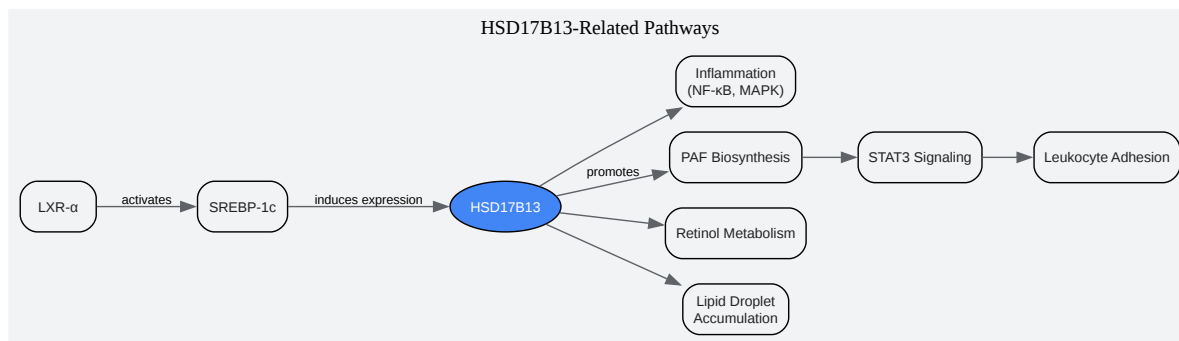 HSD17B13-Related Pathways
Inflammation
(NF-κB, MAPK)
promotes
PAF Biosynthesis
STAT3 Signaling
Leukocyte Adhesion
LXR-α
activates
SREBP-1c
induces expression
HSD17B13
Retinol Metabolism
Lipid Droplet
Accumulation